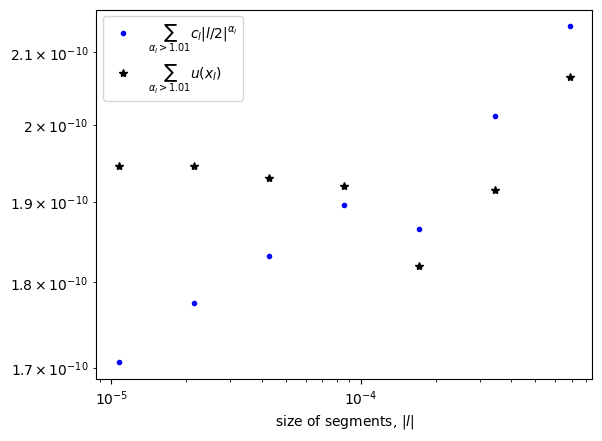 ∑ c_l|l/2|^{α_l}
α_l>1.01
∑ u(x_l)
α_l>1.01
2.1 × 10⁻¹⁰
2 × 10⁻¹⁰
1.9 × 10⁻¹⁰
1.8 × 10⁻¹⁰
1.7 × 10⁻¹⁰
10⁻⁵
10⁻⁴
size of segments, |l|